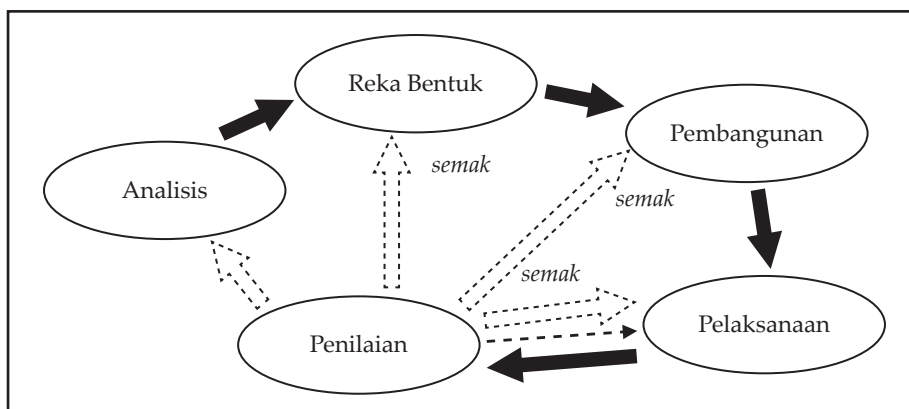 Reka Bentuk
Pembangunan
semak
Analisis
semak
semak
Penilaian
Pelaksanaan